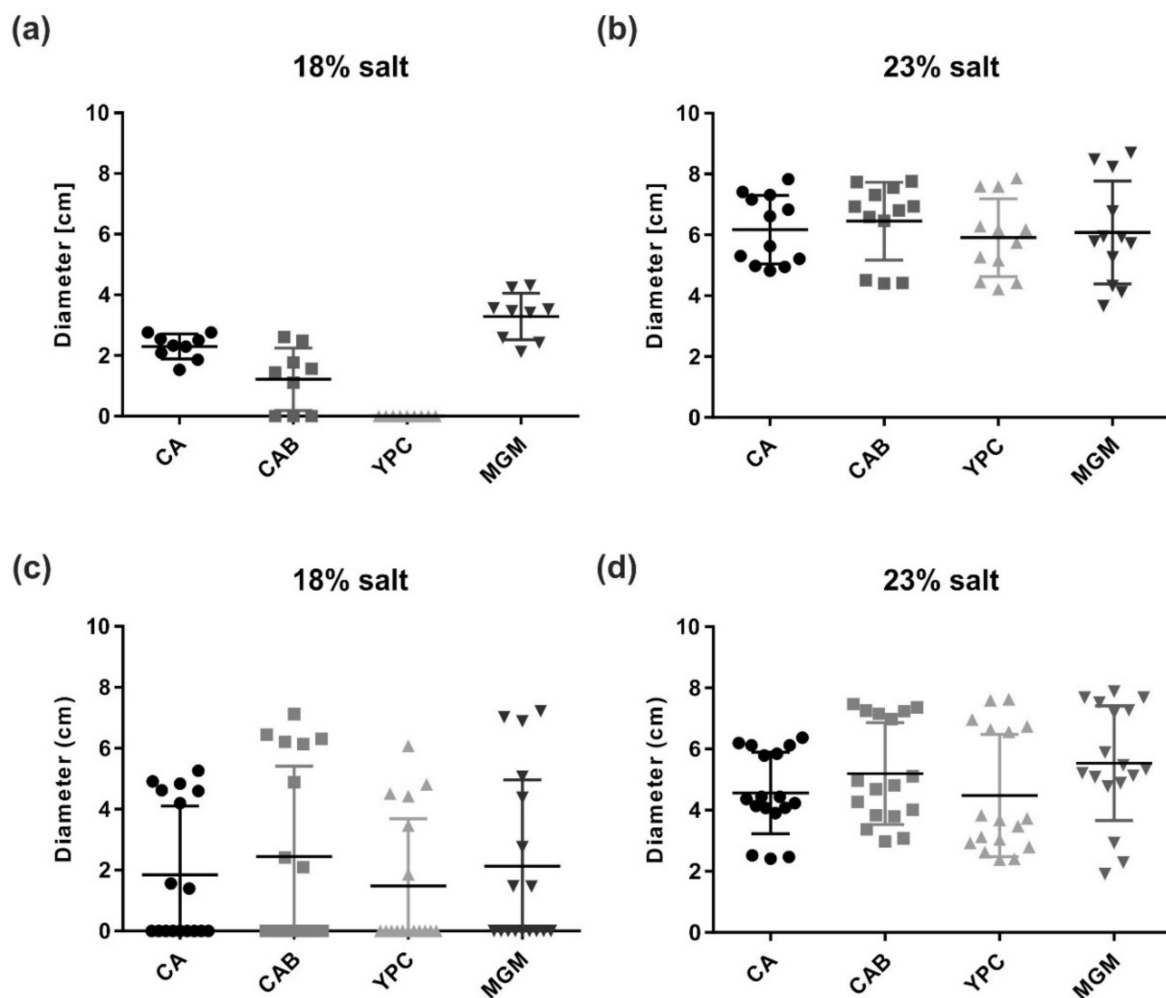 (a)
18% salt
Diameter [cm]
10
8
6
4
2
0
CA
CAB
YPC
MGM
(b)
23% salt
Diameter [cm]
10
8
6
4
2
0
CA
CAB
YPC
MGM
(c)
18% salt
Diameter (cm)
10
8
6
4
2
0
CA
CAB
YPC
MGM
(d)
23% salt
Diameter (cm)
10
8
6
4
2
0
CA
CAB
YPC
MGM